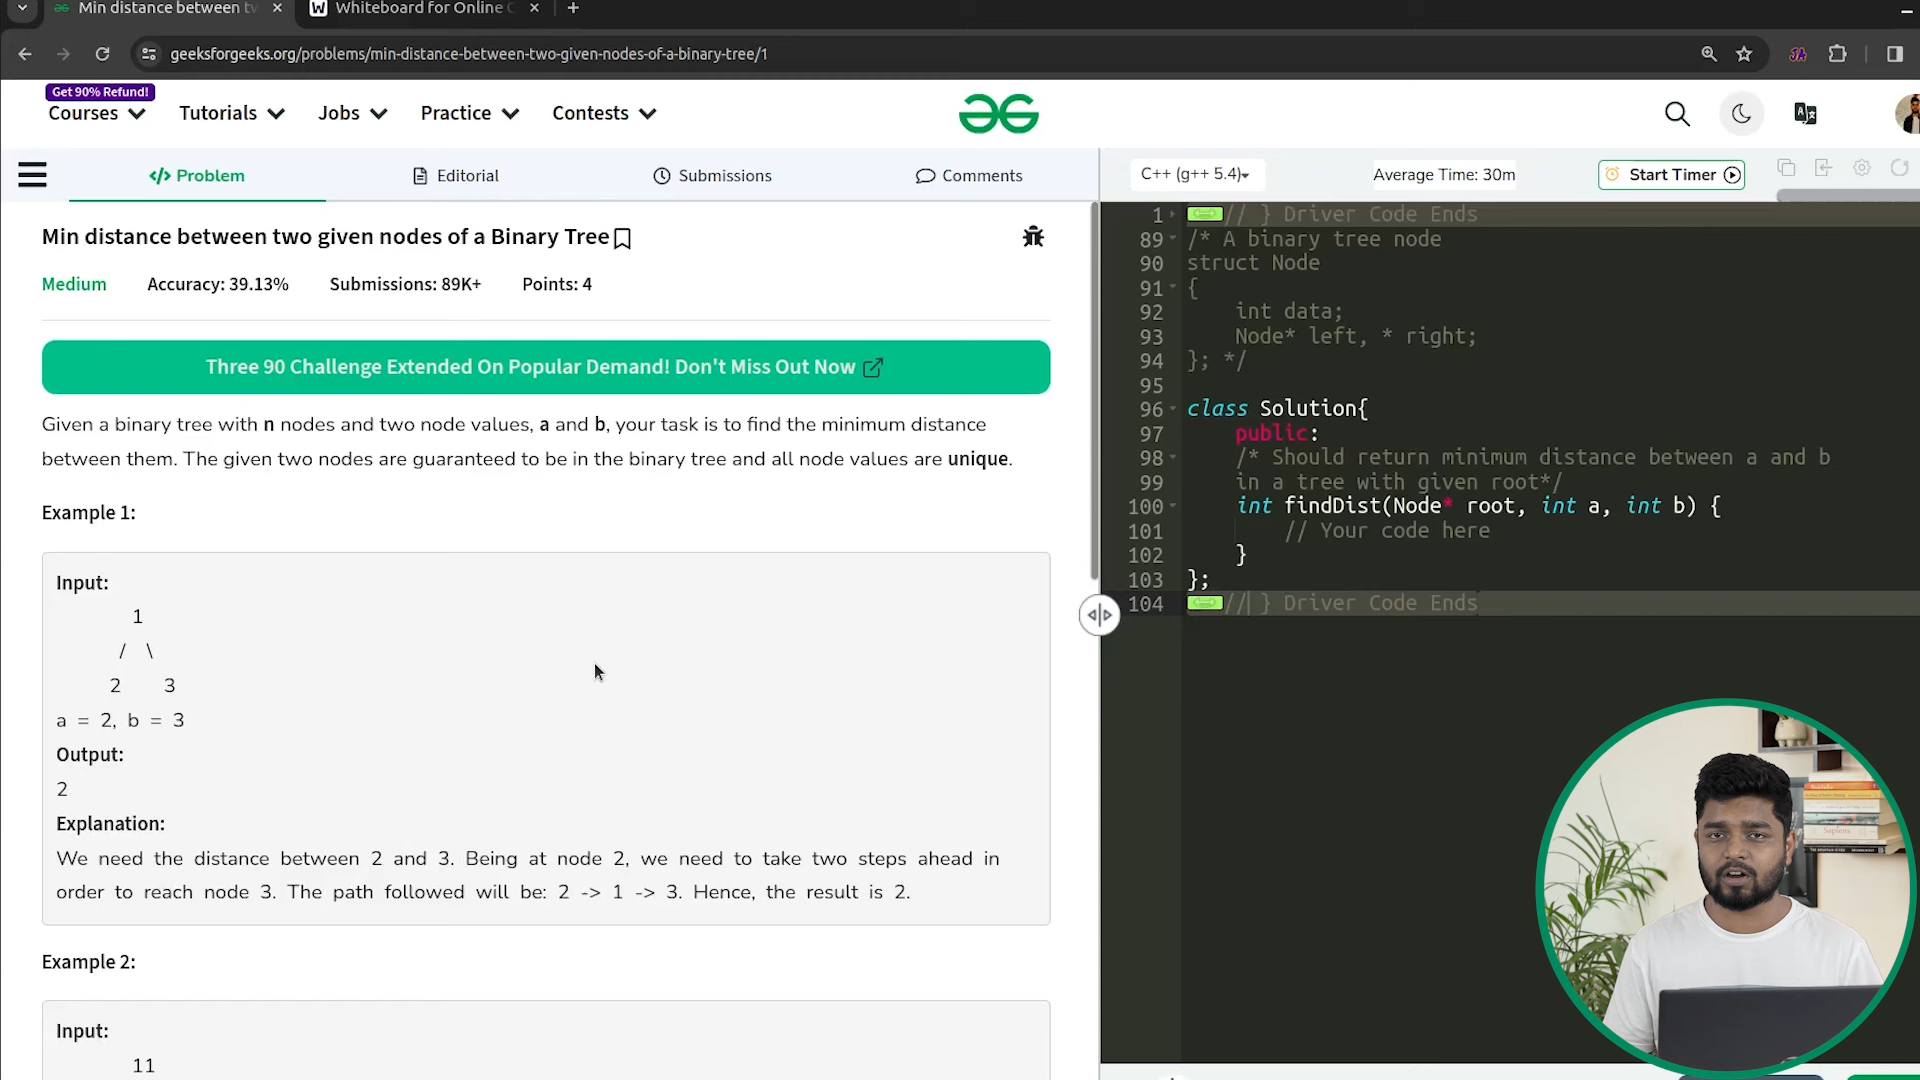 Min distance between tw
Whiteboard for Online C
geeksforgeeks.org/problems/min-distance-between-two-given-nodes-of-a-binary-tree/1
Get 90% Refund!
Courses Tutorials Jobs Practice Contests
Problem Editorial Submissions Comments
C++ (g++ 5.4) Average Time: 30m Start Timer
Min distance between two given nodes of a Binary Tree
Medium Accuracy: 39.13% Submissions: 89K+ Points: 4
Three 90 Challenge Extended On Popular Demand! Don't Miss Out Now
Given a binary tree with n nodes and two node values, a and b, your task is to find the minimum distance
between them. The given two nodes are guaranteed to be in the binary tree and all node values are unique.
Example 1:
Input:
1
/ \
2 3
a = 2, b = 3
Output:
2
Explanation:
We need the distance between 2 and 3. Being at node 2, we need to take two steps ahead in
order to reach node 3. The path followed will be: 2 -> 1 -> 3. Hence, the result is 2.
Example 2:
Input:
11
1 // } Driver Code Ends
89 /* A binary tree node
90 struct Node
91 {
92 int data;
93 Node* left, * right;
94 }; */
95
96 class Solution{
97 public:
98 /* Should return minimum distance between a and b
99 in a tree with given root*/
100 int findDist(Node* root, int a, int b) {
101 // Your code here
102 }
103 };
104 // } Driver Code Ends
Sapiens